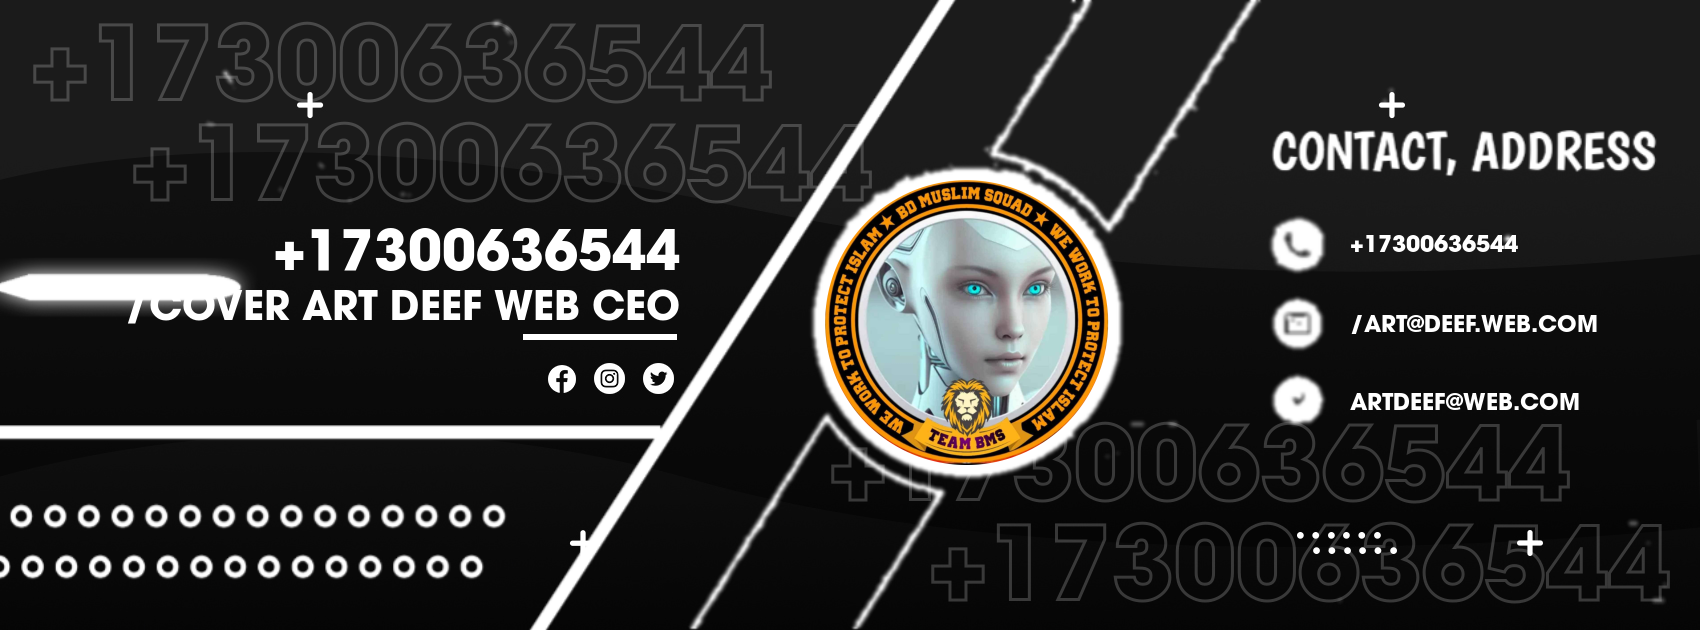 +17300636544
+17300636544
+17300636544
/COVER ART DEEF WEB CEO
WE WORK TO PROTECT ISLAM ★ BD MUSLIM SQUAD ★ WE WORK TO PROTECT ISLAM
TEAM BMS
CONTACT, ADDRESS
+17300636544
/ART@DEEF.WEB.COM
ARTDEEF@WEB.COM
+17300636544
+17300636544